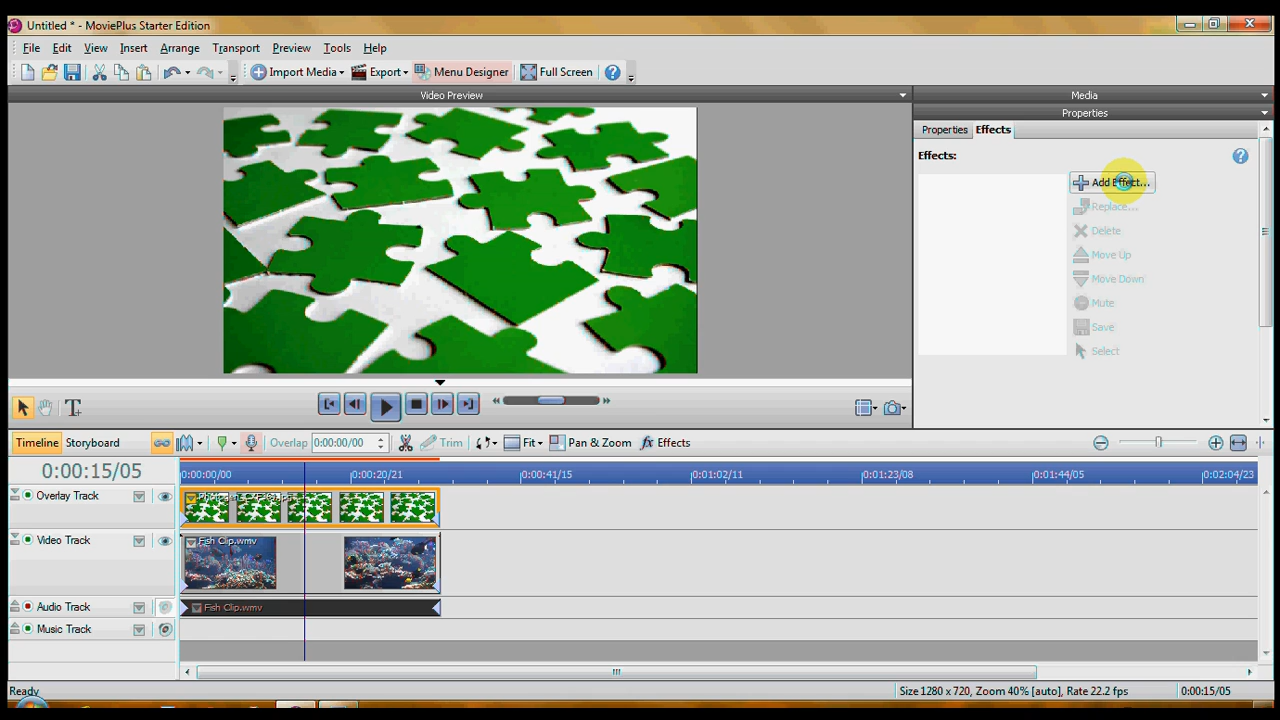 Untitled * - MoviePlus Starter Edition
File Edit View Insert Arrange Transport Preview Tools Help
Import Media Export Menu Designer Full Screen
Video Preview
Media
Properties
Properties Effects
Effects:
Add Effect...
Replace...
Delete
Move Up
Move Down
Mute
Save
Select
Timeline Storyboard Overlap 0:00:00/00 Trim Fit Pan & Zoom fx Effects
0:00:15/05
0:00:00/00 0:00:20/21 0:00:41/15 0:01:02/11 0:01:23/08 0:01:44/05 0:02:04/23
Overlay Track
Video Track
Fish Clip.wmv
Audio Track
Fish Clip.wmv
Music Track
Ready
Size 1280 x 720, Zoom 40% [auto], Rate 22.2 fps
0:00:15/05